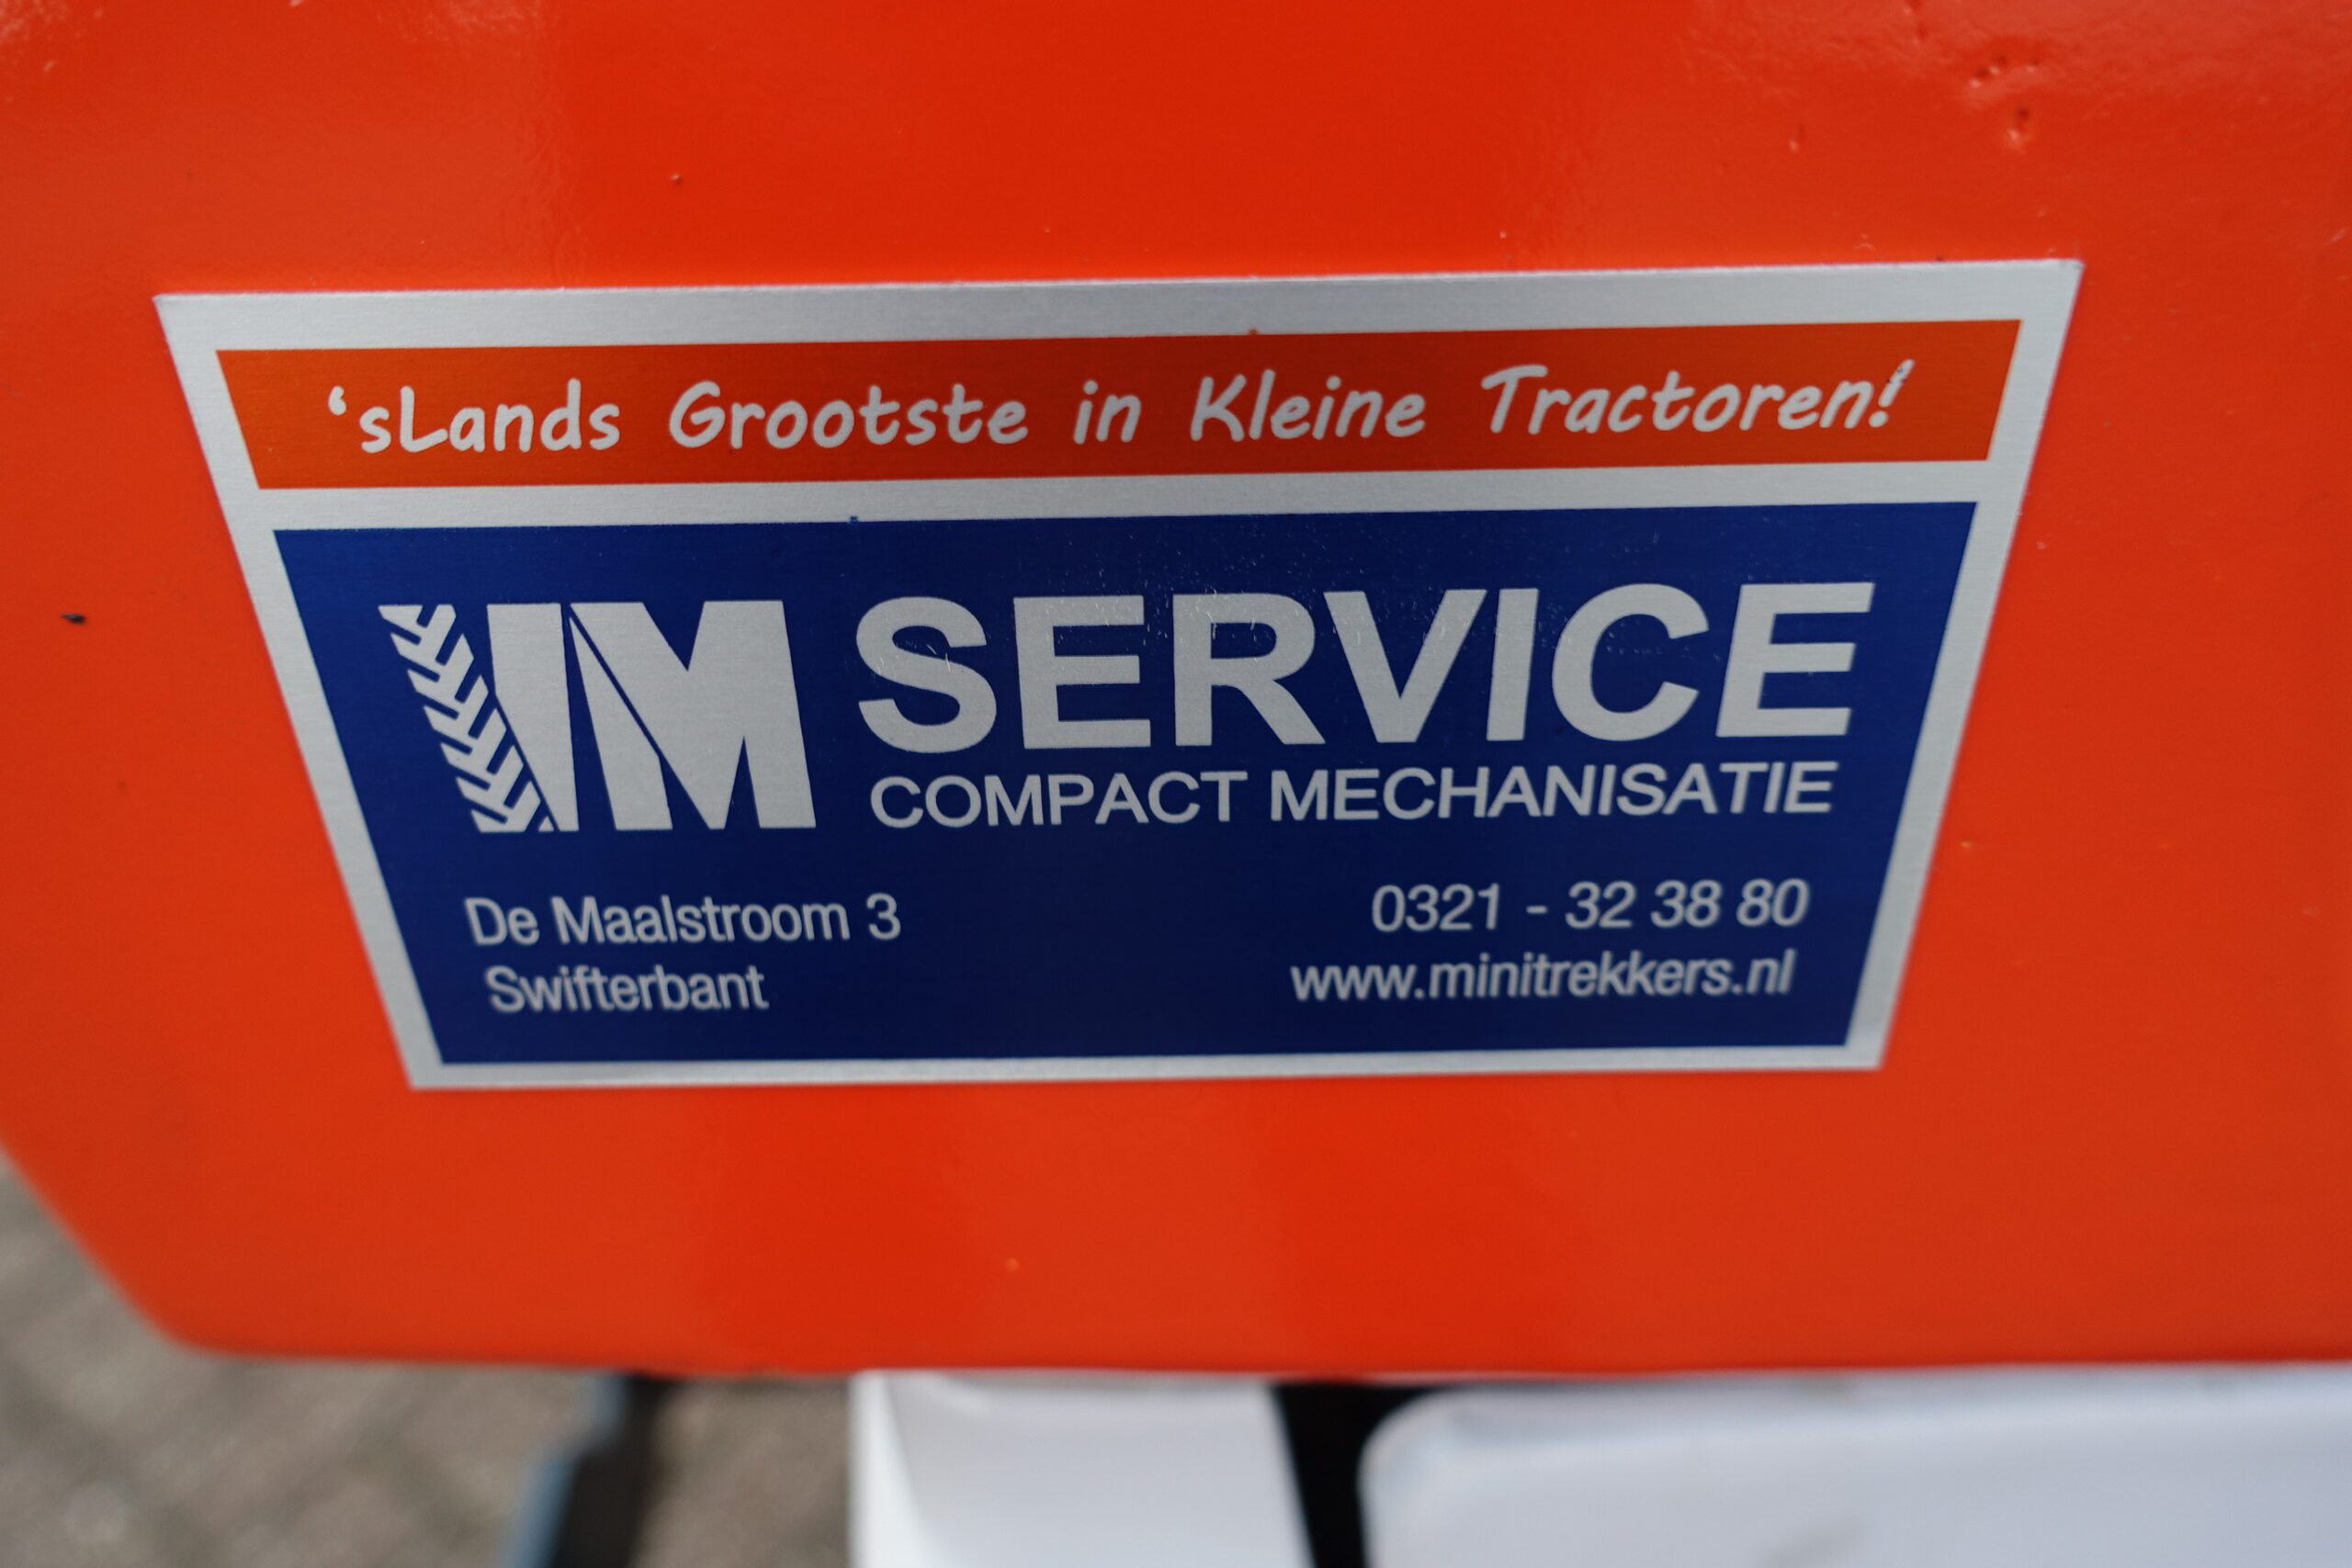 ‘sLands Grootste in Kleine Tractoren!
IM SERVICE
COMPACT MECHANISATIE
De Maalstroom 3
Swifterbant
0321 - 32 38 80
www.minitrekkers.nl